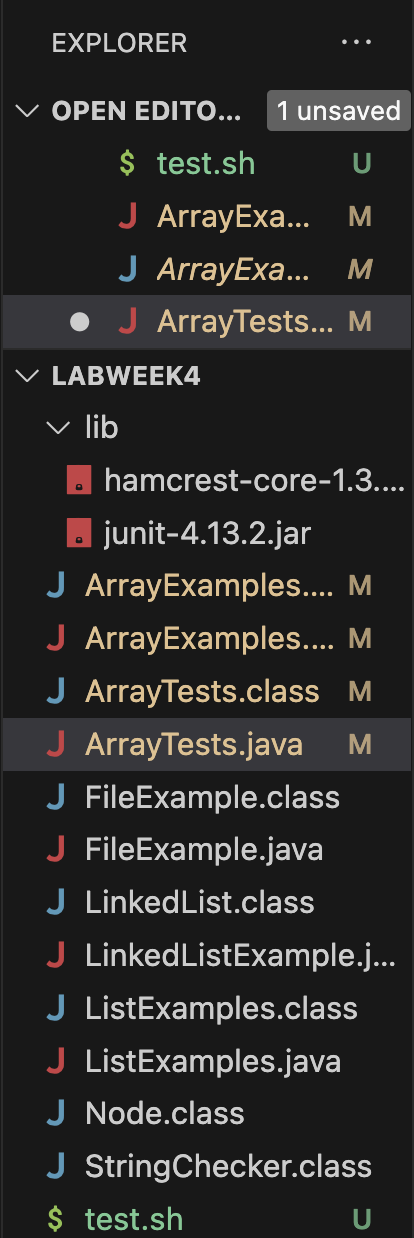 EXPLORER ...
OPEN EDITO... 1 unsaved
$ test.sh U
J ArrayExa... M
J ArrayExa... M
J ArrayTests... M
LABWEEK4
lib
hamcrest-core-1.3....
junit-4.13.2.jar
J ArrayExamples.... M
J ArrayExamples.... M
J ArrayTests.class M
J ArrayTests.java M
J FileExample.class
J FileExample.java
J LinkedList.class
J LinkedListExample.j...
J ListExamples.class
J ListExamples.java
J Node.class
J StringChecker.class
$ test.sh U